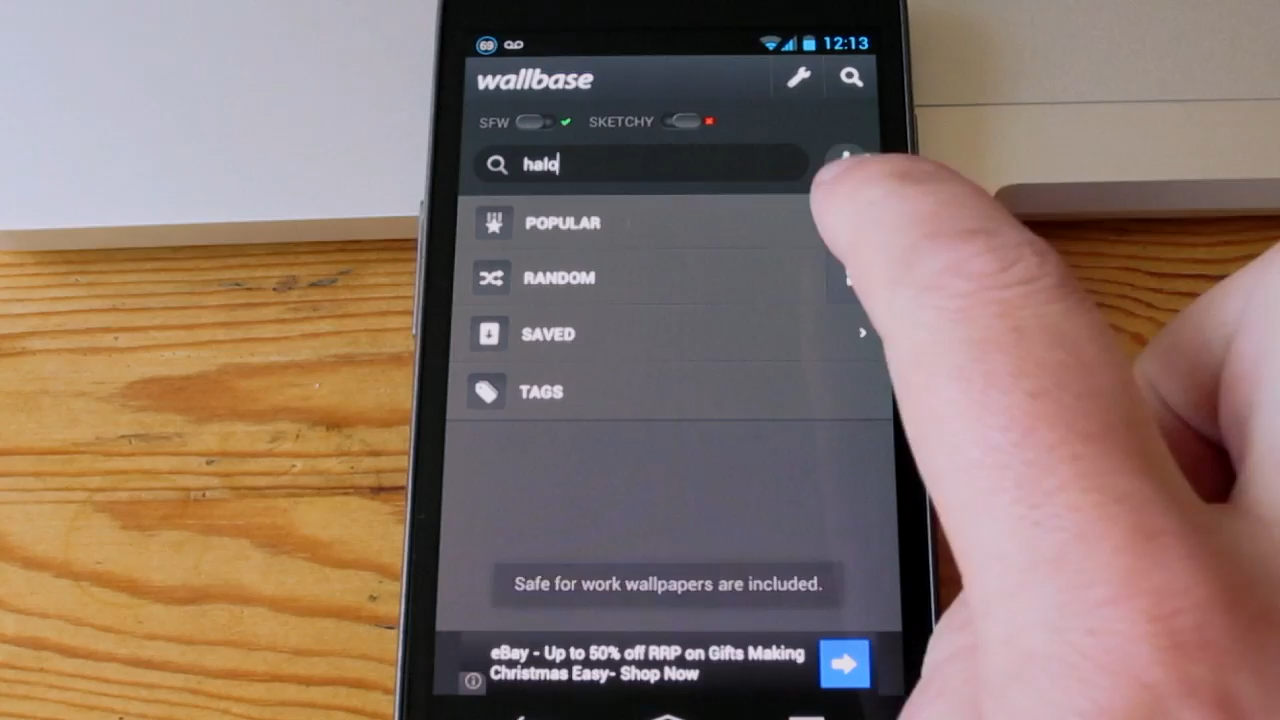 69 12:13
wallbase
SFW SKETCHY
halo
POPULAR
RANDOM
SAVED
TAGS
Safe for work wallpapers are included.
eBay - Up to 50% off RRP on Gifts Making
Christmas Easy- Shop Now